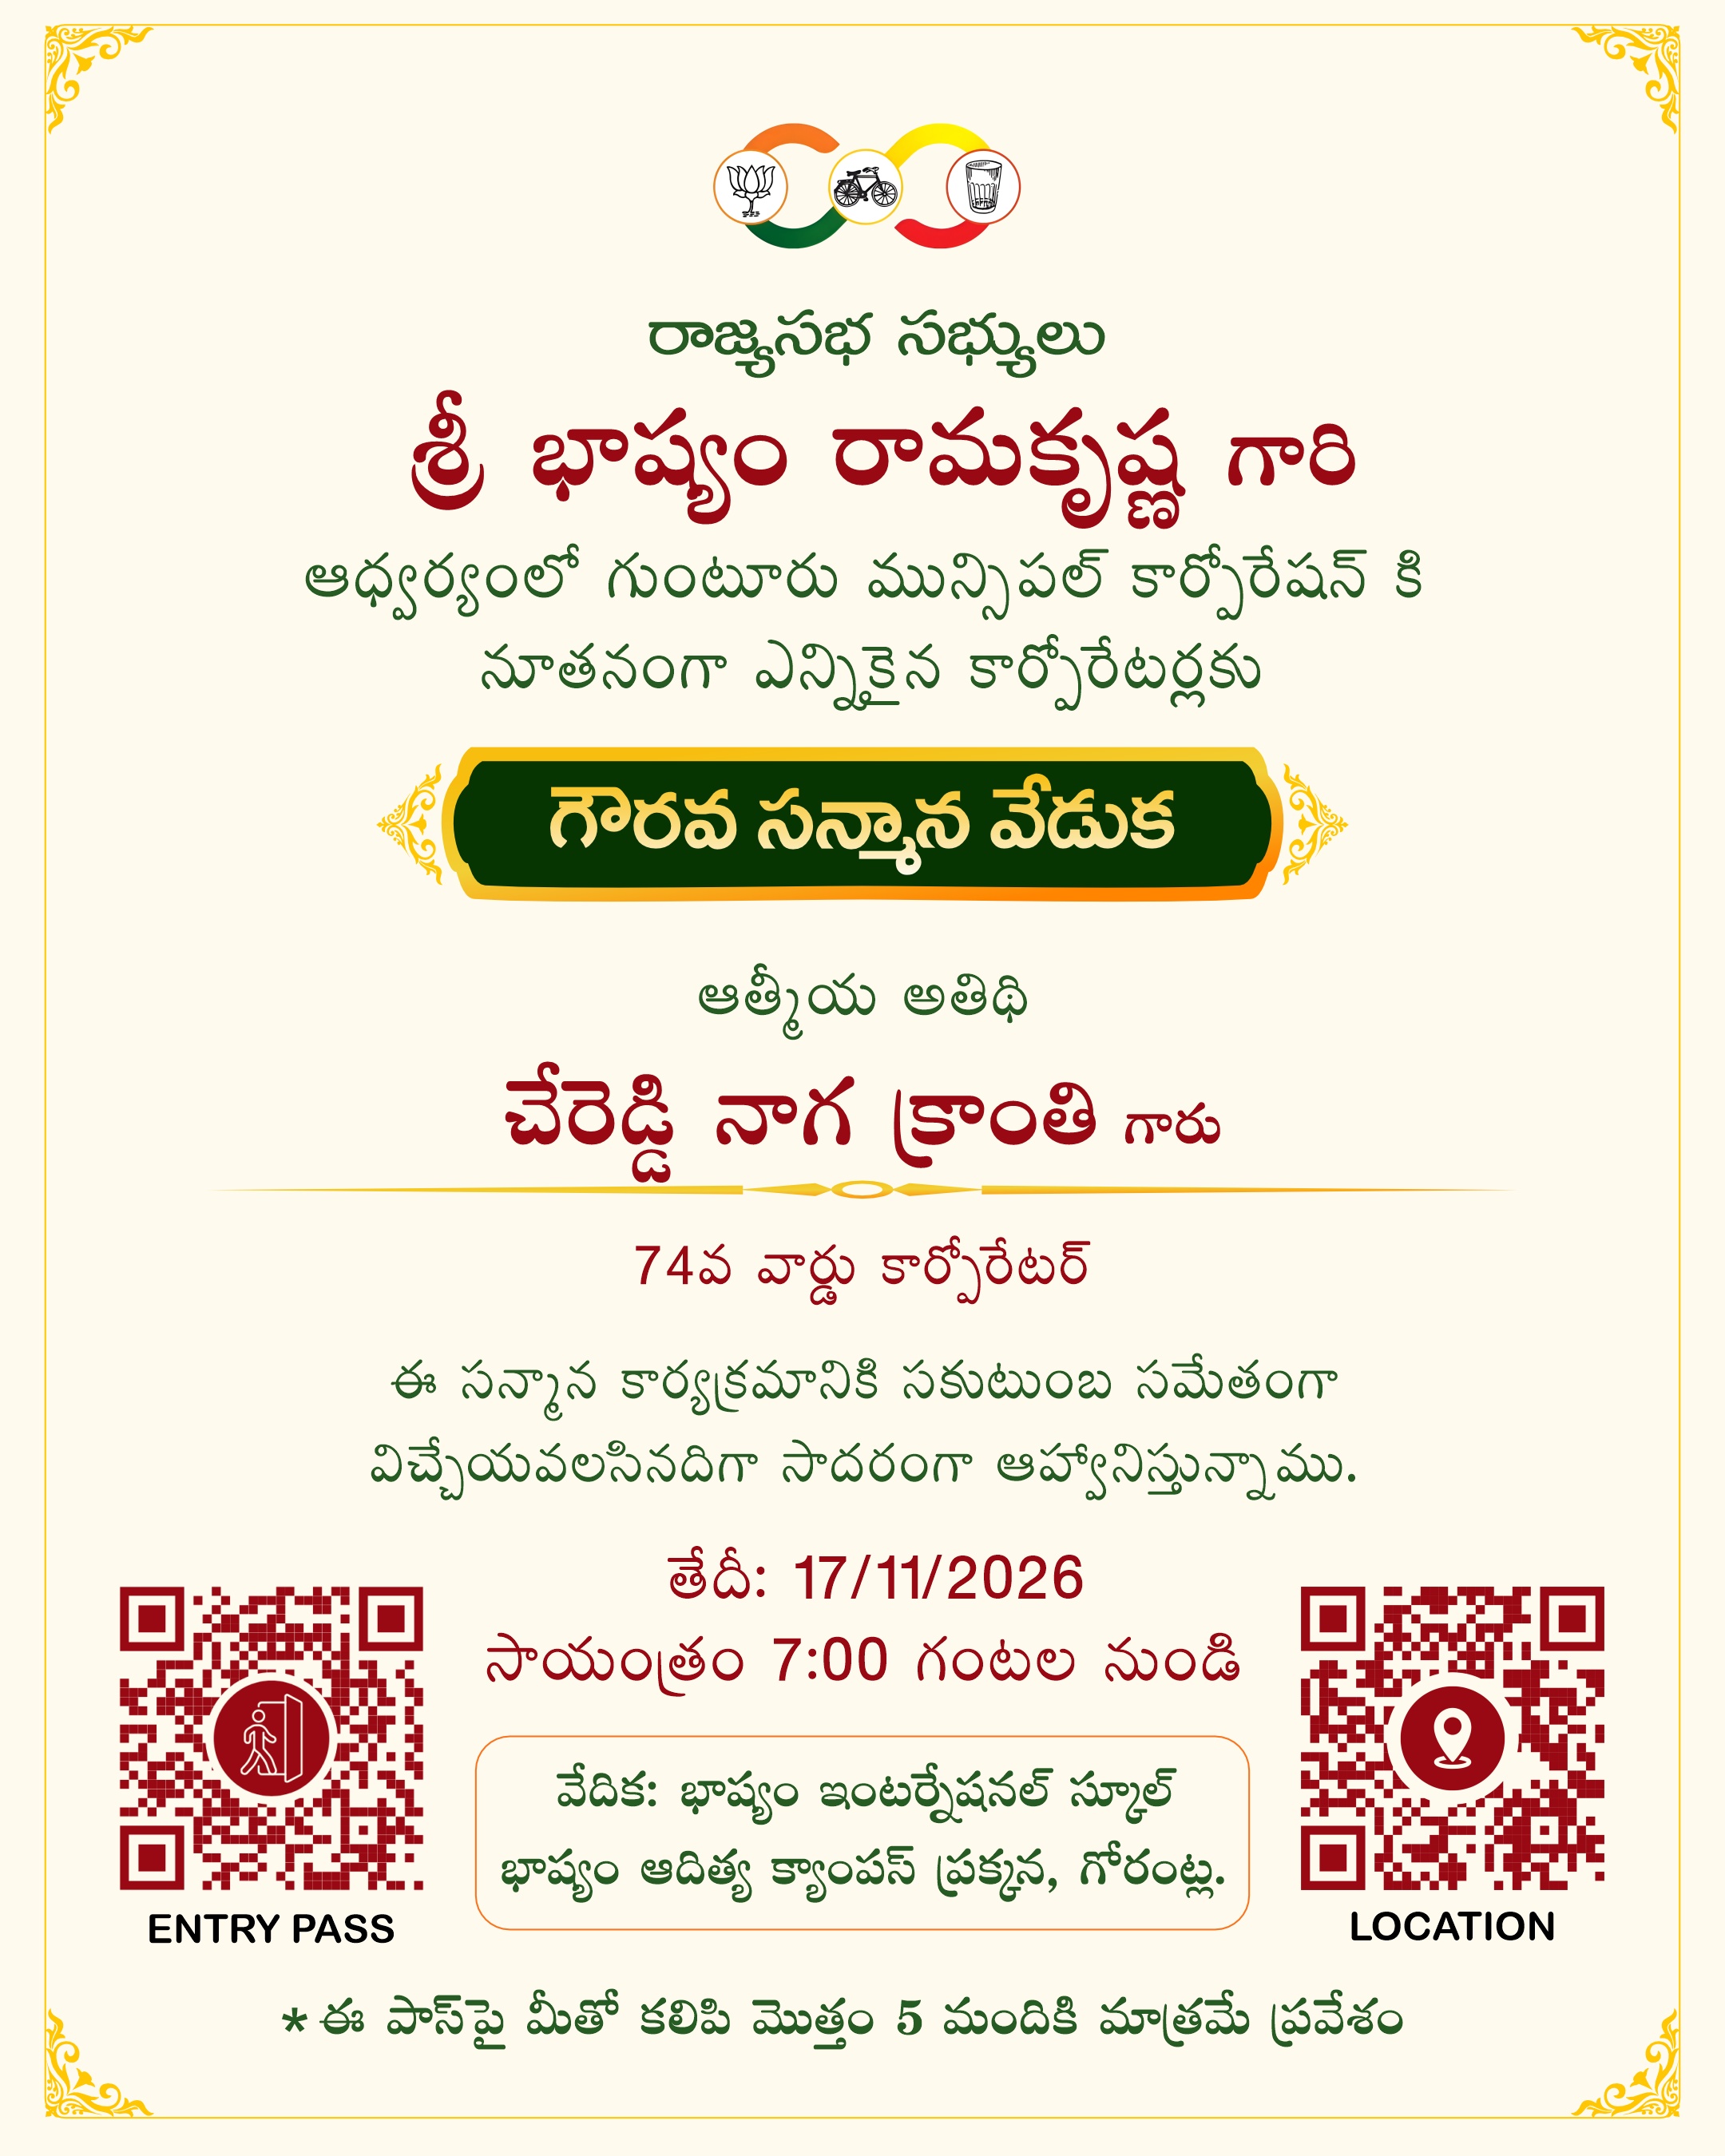 రాజ్యసభ సభ్యులు
శ్రీ భాష్యం రామకృష్ణ గారి
ఆధ్వర్యంలో గుంటూరు మున్సిపల్ కార్పోరేషన్ కి
నూతనంగా ఎన్నికైన కార్పోరేటర్లకు
గౌరవ సన్మాన వేడుక
ఆత్మీయ అతిథి
చేరెడ్డి నాగ క్రాంతి గారు
74వ వార్డు కార్పోరేటర్
ఈ సన్మాన కార్యక్రమానికి సకుటుంబ సమేతంగా
విచ్చేయవలసినదిగా సాదరంగా ఆహ్వానిస్తున్నాము.
తేదీ: 17/11/2026
సాయంత్రం 7:00 గంటల నుండి
వేదిక: భాష్యం ఇంటర్నేషనల్ స్కూల్
భాష్యం ఆదిత్య క్యాంపస్ ప్రక్కన, గోరంట్ల.
ENTRY PASS
LOCATION
* ఈ పాస్‌పై మీతో కలిపి మొత్తం 5 మందికి మాత్రమే ప్రవేశం